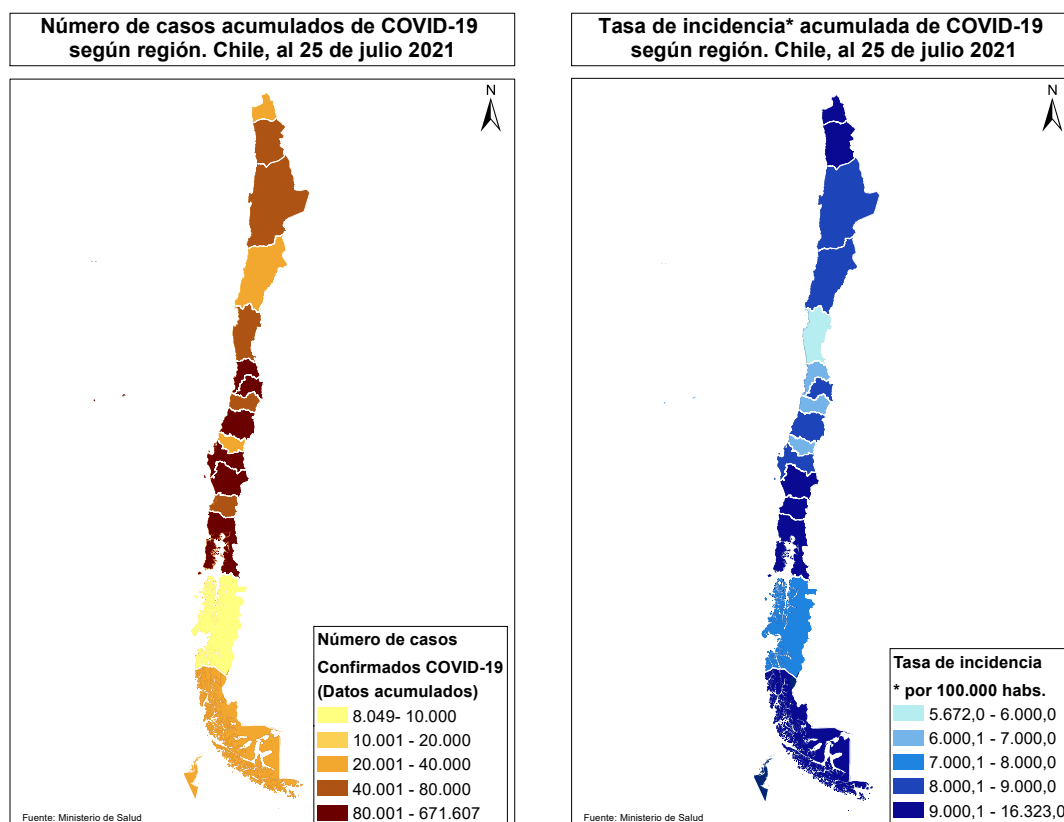 Número de casos acumulados de COVID-19
según región. Chile, al 25 de julio 2021
N
Número de casos
Confirmados COVID-19
(Datos acumulados)
8.049- 10.000
10.001 - 20.000
20.001 - 40.000
40.001 - 80.000
80.001 - 671.607
Fuente: Ministerio de Salud
Tasa de incidencia* acumulada de COVID-19
según región. Chile, al 25 de julio 2021
N
Tasa de incidencia
* por 100.000 habs.
5.672,0 - 6.000,0
6.000,1 - 7.000,0
7.000,1 - 8.000,0
8.000,1 - 9.000,0
9.000,1 - 16.323,0
Fuente: Ministerio de Salud